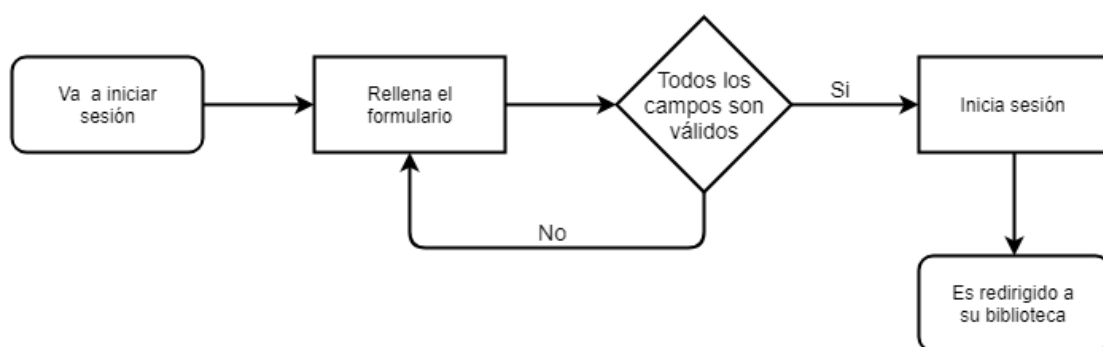 Va a iniciar
sesión
Rellena el
formulario
Todos los
campos son
válidos
Si
Inicia sesión
No
Es redirigido a
su biblioteca